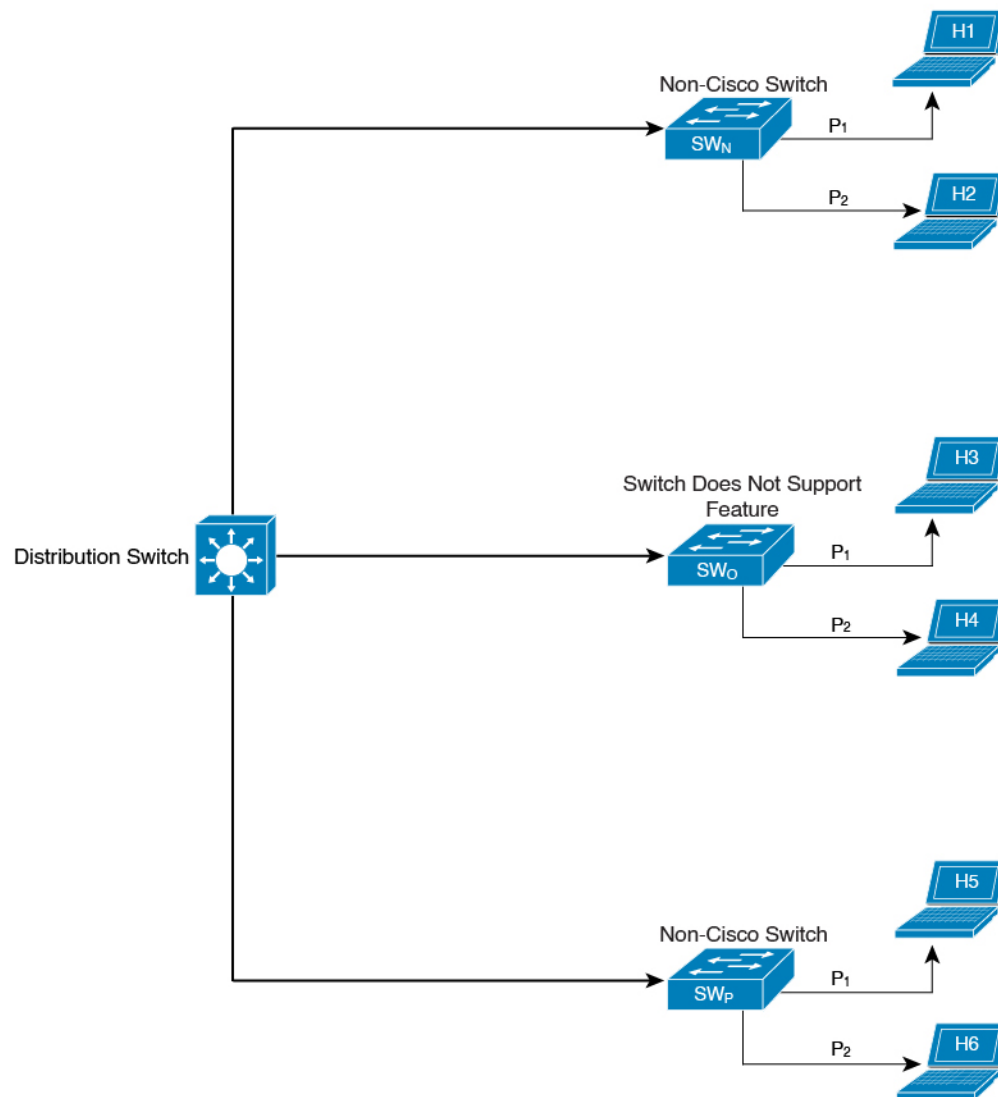 H1
Non-Cisco Switch
P₁
SWN
P₂
H2
H3
Switch Does Not Support
Feature
Distribution Switch
P₁
SWO
P₂
H4
H5
Non-Cisco Switch
P₁
SWP
P₂
H6